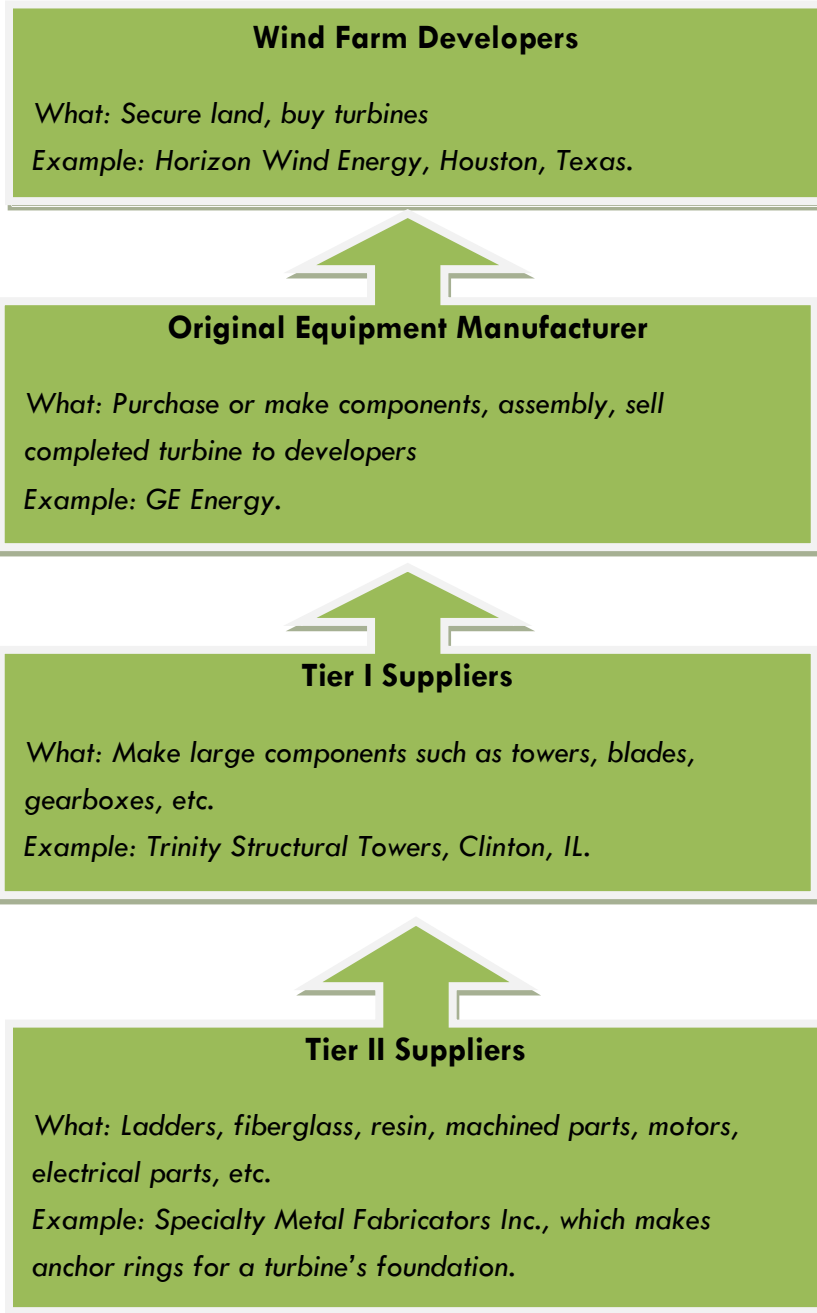 Wind Farm Developers
What: Secure land, buy turbines
Example: Horizon Wind Energy, Houston, Texas.
Original Equipment Manufacturer
What: Purchase or make components, assembly, sell
completed turbine to developers
Example: GE Energy.
Tier I Suppliers
What: Make large components such as towers, blades,
gearboxes, etc.
Example: Trinity Structural Towers, Clinton, IL.
Tier II Suppliers
What: Ladders, fiberglass, resin, machined parts, motors,
electrical parts, etc.
Example: Specialty Metal Fabricators Inc., which makes
anchor rings for a turbine’s foundation.